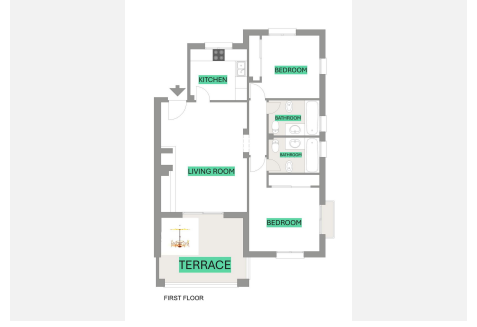 BEDROOM
KITCHEN
BATHROOM
BATHROOM
LIVING ROOM
BEDROOM
TERRACE
FIRST FLOOR